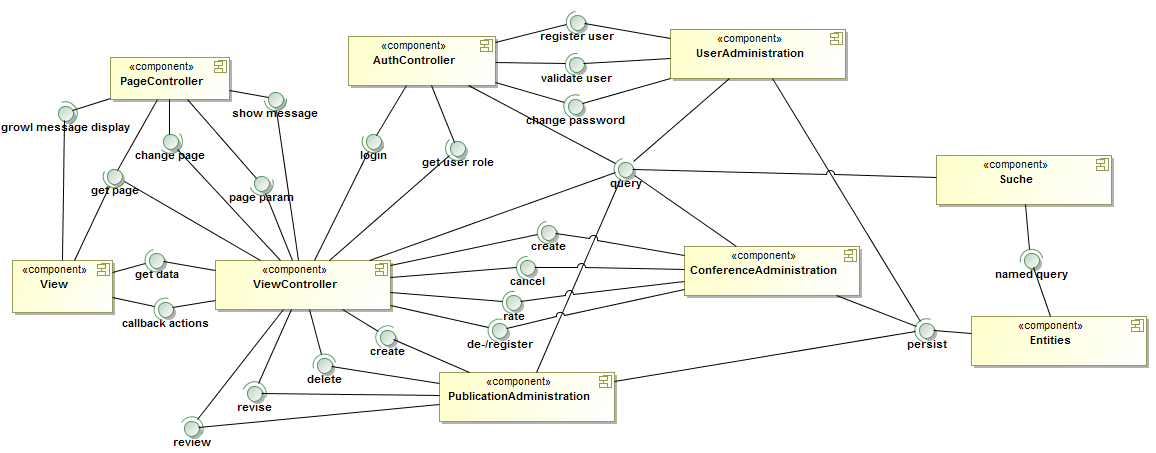 register user
«component»
UserAdministration
«component»
AuthController
«component»
PageController
validate user
show message
growl message display
change password
change page
login
get user role
«component»
Suche
query
get page
page param
create
«component»
View
get data
«component»
ViewController
cancel
«component»
ConferenceAdministration
named query
callback actions
rate
de-/register
create
persist
«component»
Entities
delete
«component»
PublicationAdministration
revise
review